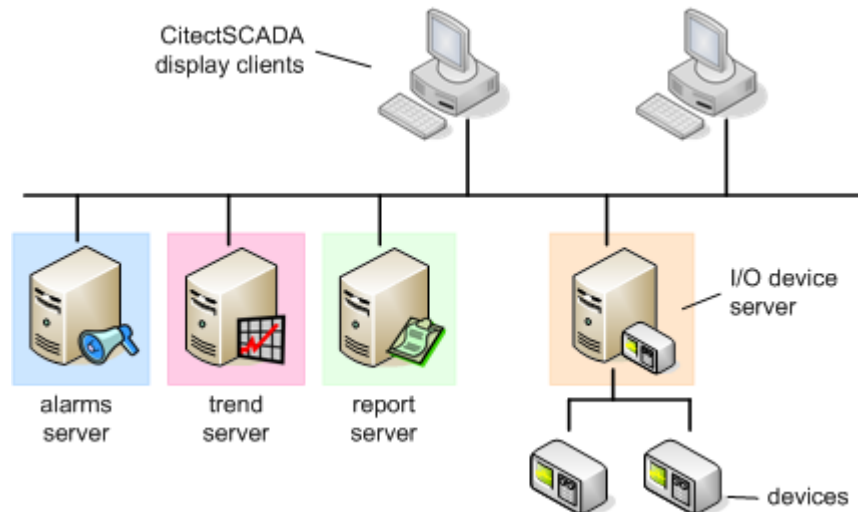 CitectSCADA
display clients
I/O device
server
alarms
server
trend
server
report
server
devices